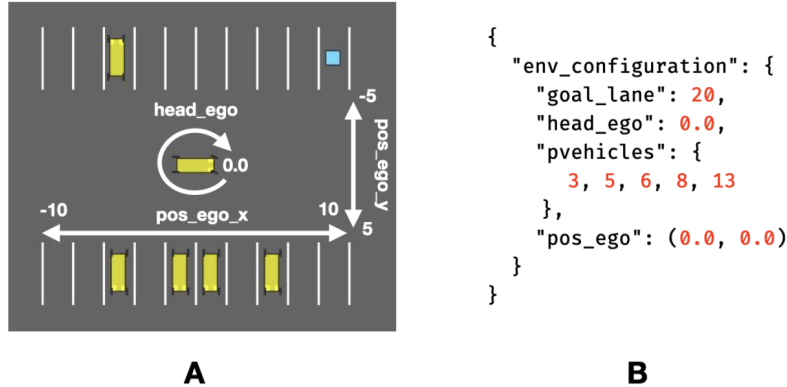 -5
head_ego
0.0
pos_ego_y
-10
pos_ego_x
10
5
A
{
"env_configuration": {
"goal_lane": 20,
"head_ego": 0.0,
"pvehicles": {
3, 5, 6, 8, 13
},
"pos_ego": (0.0, 0.0)
}
}
B